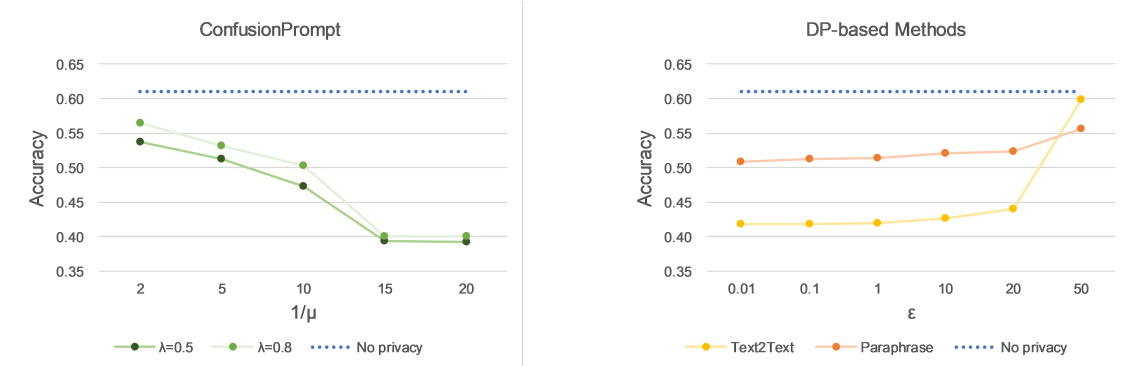 ConfusionPrompt
0.65
0.60
0.55
0.50
0.45
0.40
0.35
Accuracy
2 5 10 15 20
1/μ
λ=0.5 λ=0.8 No privacy
DP-based Methods
0.65
0.60
0.55
0.50
0.45
0.40
0.35
Accuracy
0.01 0.1 1 10 20 50
ε
Text2Text Paraphrase No privacy